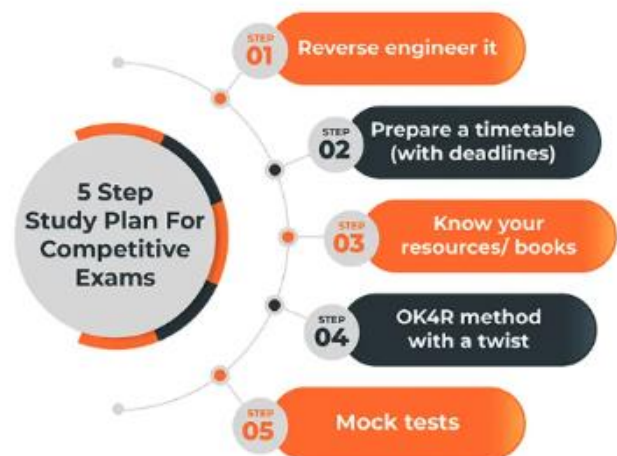 5 Step
Study Plan For
Competitive
Exams
STEP
01
Reverse engineer it
STEP
02
Prepare a timetable
(with deadlines)
STEP
03
Know your
resources/ books
STEP
04
OK4R method
with a twist
STEP
05
Mock tests